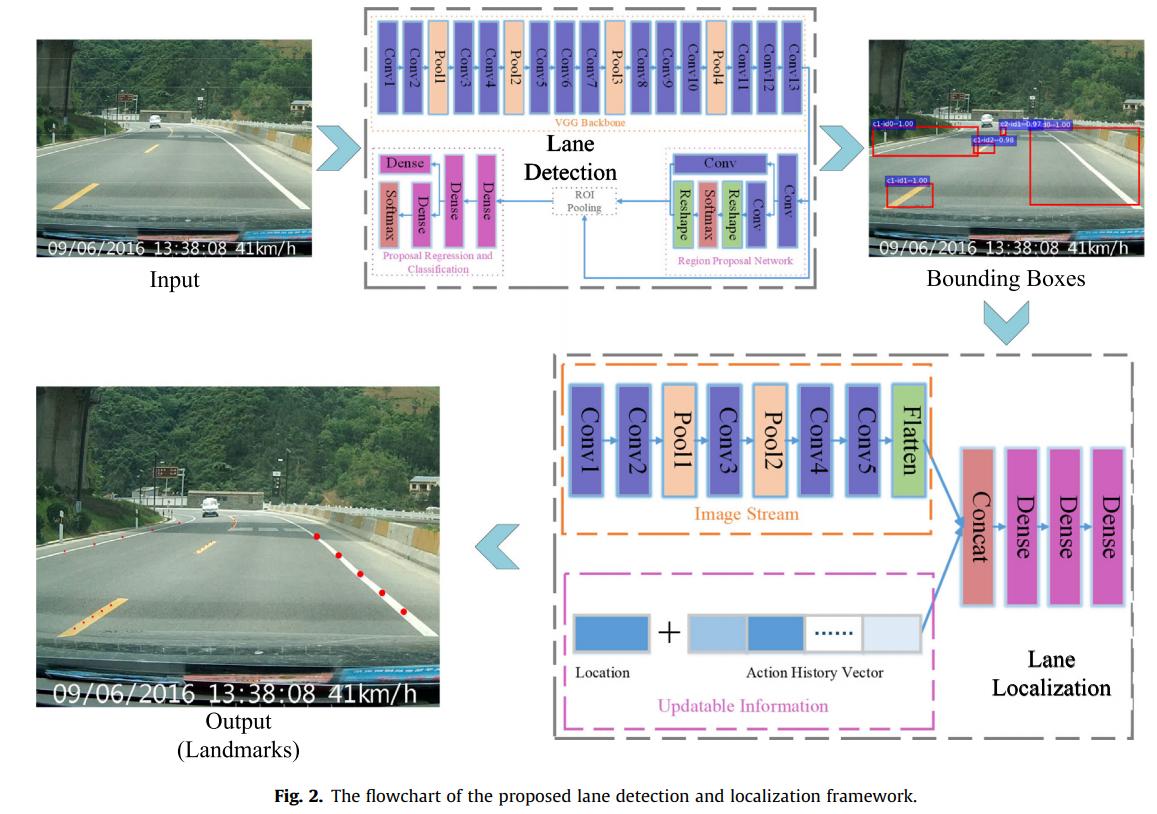 09/06/2016 13:38:08 41km/h
Input
Conv1
Conv2
Pool1
Conv3
Conv4
Pool2
Conv5
Conv6
Conv7
Pool3
Conv8
Conv9
Conv10
Pool4
Conv11
Conv12
Conv13
VGG Backbone
Lane
Detection
Dense
Softmax
Dense
Dense
Dense
Proposal Regression and
Classification
ROI
Pooling
Conv
Reshape
Softmax
Reshape
Conv
Conv
Region Proposal Network
c1-id0--1.00
c2-id1--0.97
id0--1.00
c1-id2--0.98
c1-id1--1.00
09/06/2016 13:38:08 41km/h
Bounding Boxes
Conv1
Conv2
Pool1
Conv3
Pool2
Conv4
Conv5
Flatten
Image Stream
Concat
Dense
Dense
Dense
+
......
Location
Action History Vector
Updatable Information
Lane
Localization
09/06/2016 13:38:08 41km/h
Output
(Landmarks)
Fig. 2. The flowchart of the proposed lane detection and localization framework.